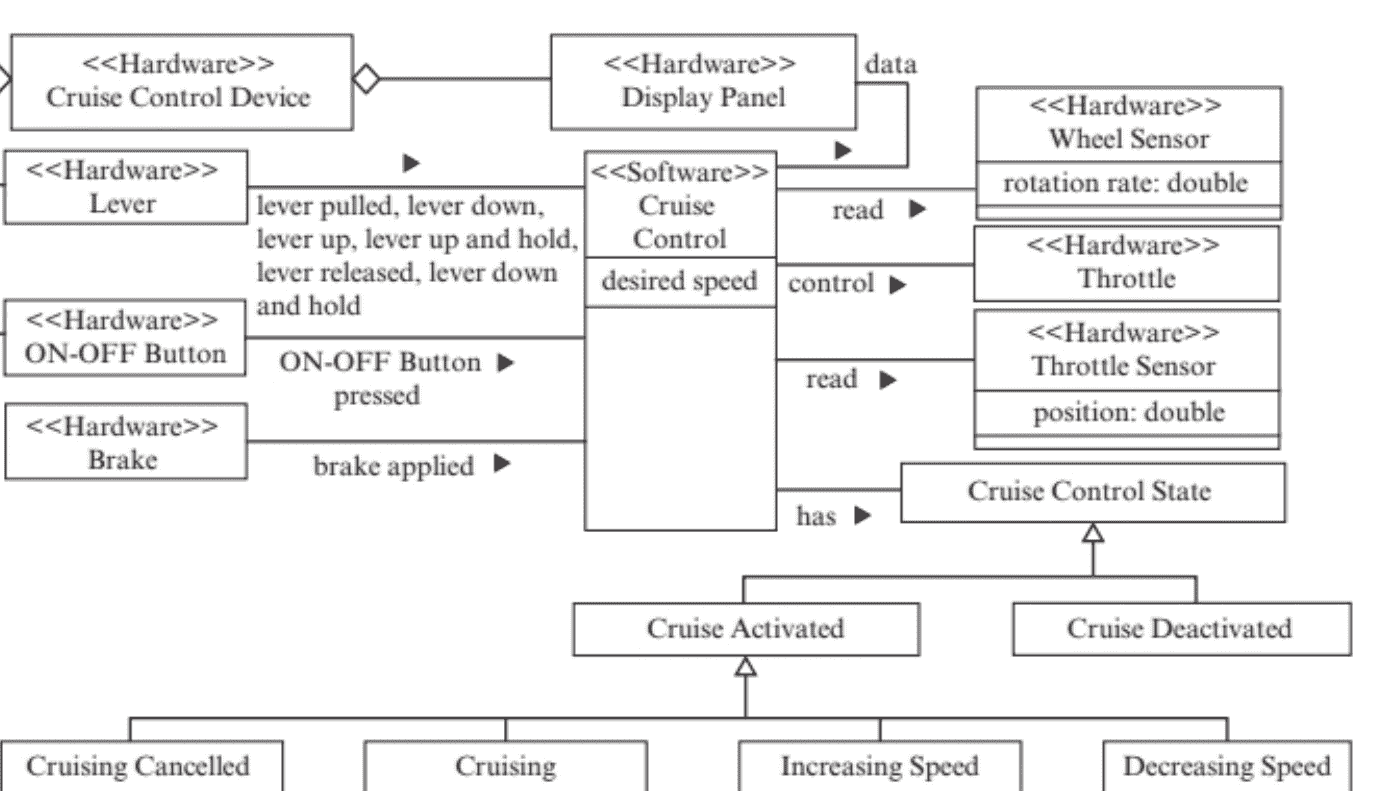 <<Hardware>>
Cruise Control Device
<<Hardware>>
Display Panel
data
<<Hardware>>
Wheel Sensor
rotation rate: double
<<Hardware>>
Lever
lever pulled, lever down,
lever up, lever up and hold,
lever released, lever down
and hold
<<Software>>
Cruise
Control
desired speed
read
<<Hardware>>
Throttle
control
<<Hardware>>
ON-OFF Button
ON-OFF Button
pressed
<<Hardware>>
Throttle Sensor
position: double
read
<<Hardware>>
Brake
brake applied
has
Cruise Control State
Cruise Activated
Cruise Deactivated
Cruising Cancelled
Cruising
Increasing Speed
Decreasing Speed